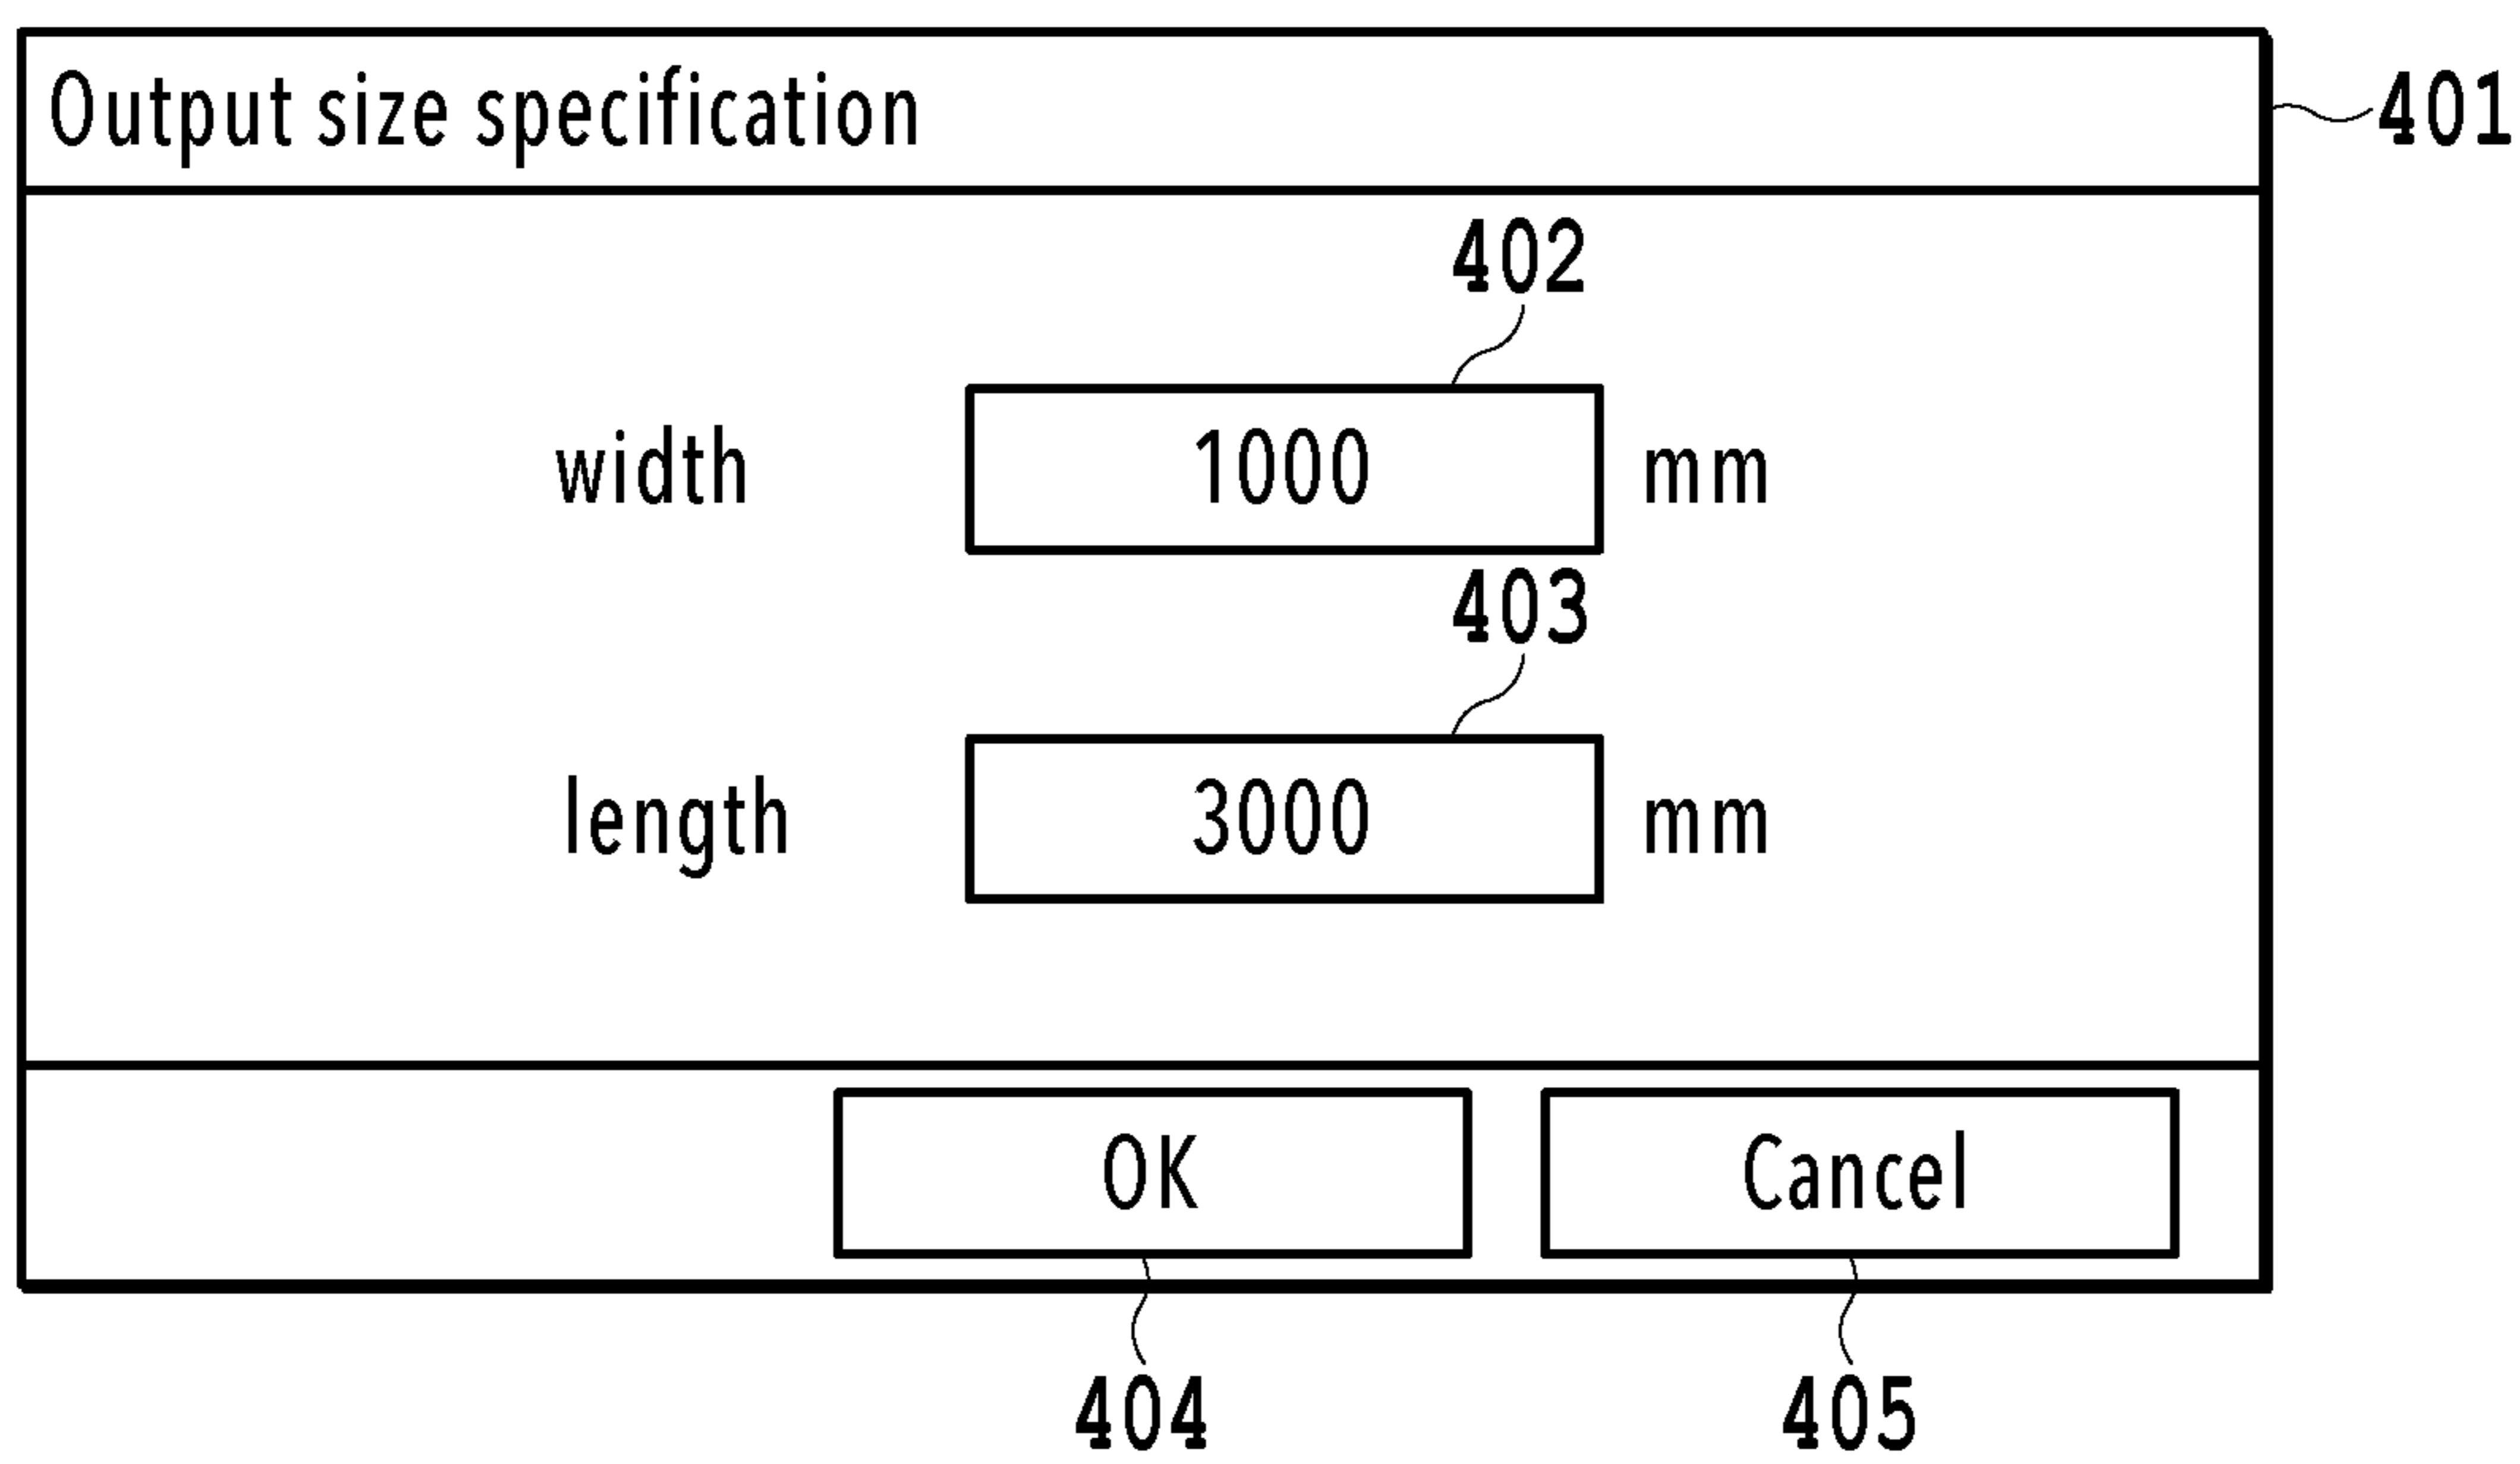 Output size specification
401
402
width 1000 mm
403
length 3000 mm
OK Cancel
404 405